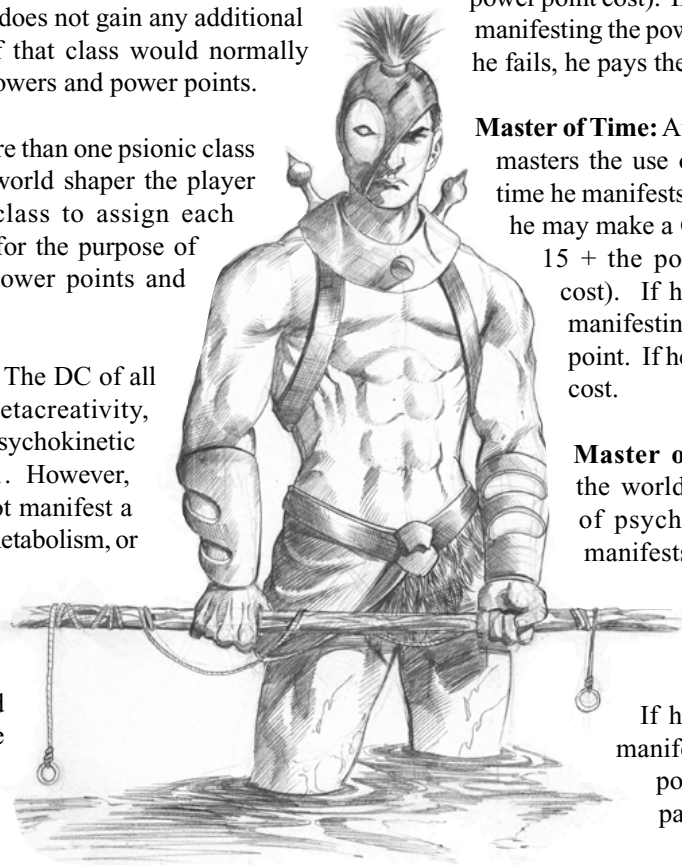 does not gain any additional
f that class would normally
owers and power points.
re than one psionic class
world shaper the player
class to assign each
for the purpose of
ower points and
The DC of all
etacreativity,
sychokinetic
. However,
ot manifest a
etabolism, or
d
e
power point cost). If
manifesting the pow
he fails, he pays the
Master of Time: A
masters the use o
time he manifests
he may make a
15 + the po
cost). If h
manifestin
point. If he
cost.
Master o
the world
of psych
manifests
If h
manife
po
pa